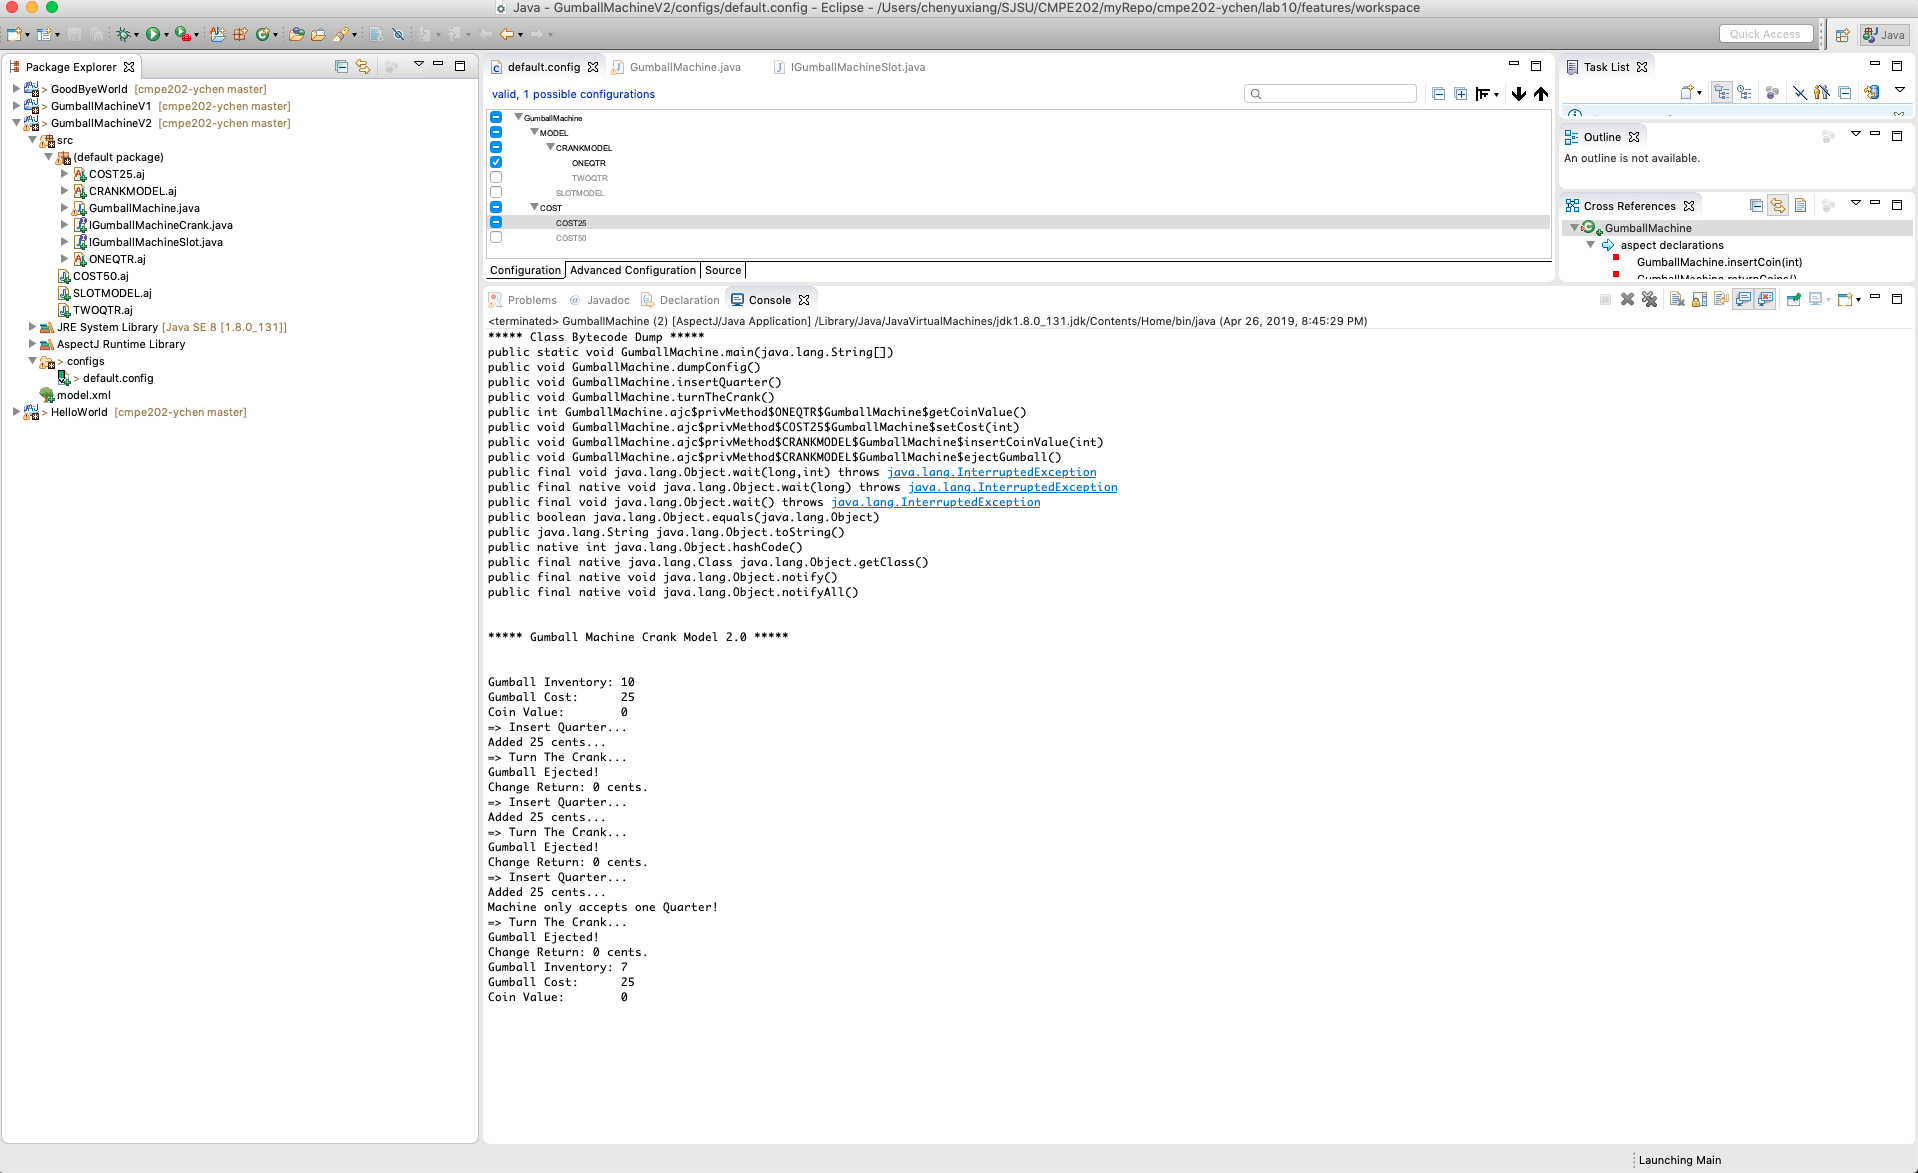 Java - GumballMachineV2/configs/default.config - Eclipse - /Users/chenyuxiang/SJSU/CMPE202/myRepo/cmpe202-ychen/lab10/features/workspace
Quick Access
Java
Package Explorer
> GoodByeWorld [cmpe202-ychen master]
> GumballMachineV1 [cmpe202-ychen master]
> GumballMachineV2 [cmpe202-ychen master]
src
(default package)
COST25.aj
CRANKMODEL.aj
GumballMachine.java
IGumballMachineCrank.java
IGumballMachineSlot.java
ONEQTR.aj
COST50.aj
SLOTMODEL.aj
TWOQTR.aj
JRE System Library [Java SE 8 [1.8.0_131]]
AspectJ Runtime Library
> configs
> default.config
model.xml
> HelloWorld [cmpe202-ychen master]
default.config
GumballMachine.java
IGumballMachineSlot.java
valid, 1 possible configurations
GumballMachine
MODEL
CRANKMODEL
ONEQTR
TWOQTR
SLOTMODEL
COST
COST25
COST50
Configuration Advanced Configuration Source
Task List
Outline
An outline is not available.
Cross References
GumballMachine
aspect declarations
GumballMachine.insertCoin(int)
GumballMachine.returnCoins()
Problems @ Javadoc Declaration Console
<terminated> GumballMachine (2) [AspectJ/Java Application] /Library/Java/JavaVirtualMachines/jdk1.8.0_131.jdk/Contents/Home/bin/java (Apr 26, 2019, 8:45:29 PM)
***** Class Bytecode Dump *****
public static void GumballMachine.main(java.lang.String[])
public void GumballMachine.dumpConfig()
public void GumballMachine.insertQuarter()
public void GumballMachine.turnTheCrank()
public int GumballMachine.ajc$privMethod$ONEQTR$GumballMachine$getCoinValue()
public void GumballMachine.ajc$privMethod$COST25$GumballMachine$setCost(int)
public void GumballMachine.ajc$privMethod$CRANKMODEL$GumballMachine$insertCoinValue(int)
public void GumballMachine.ajc$privMethod$CRANKMODEL$GumballMachine$ejectGumball()
public final void java.lang.Object.wait(long,int) throws java.lang.InterruptedException
public final native void java.lang.Object.wait(long) throws java.lang.InterruptedException
public final void java.lang.Object.wait() throws java.lang.InterruptedException
public boolean java.lang.Object.equals(java.lang.Object)
public java.lang.String java.lang.Object.toString()
public native int java.lang.Object.hashCode()
public final native java.lang.Class java.lang.Object.getClass()
public final native void java.lang.Object.notify()
public final native void java.lang.Object.notifyAll()
***** Gumball Machine Crank Model 2.0 *****
Gumball Inventory: 10
Gumball Cost: 25
Coin Value: 0
=> Insert Quarter...
Added 25 cents...
=> Turn The Crank...
Gumball Ejected!
Change Return: 0 cents.
=> Insert Quarter...
Added 25 cents...
=> Turn The Crank...
Gumball Ejected!
Change Return: 0 cents.
=> Insert Quarter...
Added 25 cents...
Machine only accepts one Quarter!
=> Turn The Crank...
Gumball Ejected!
Change Return: 0 cents.
Gumball Inventory: 7
Gumball Cost: 25
Coin Value: 0
Launching Main